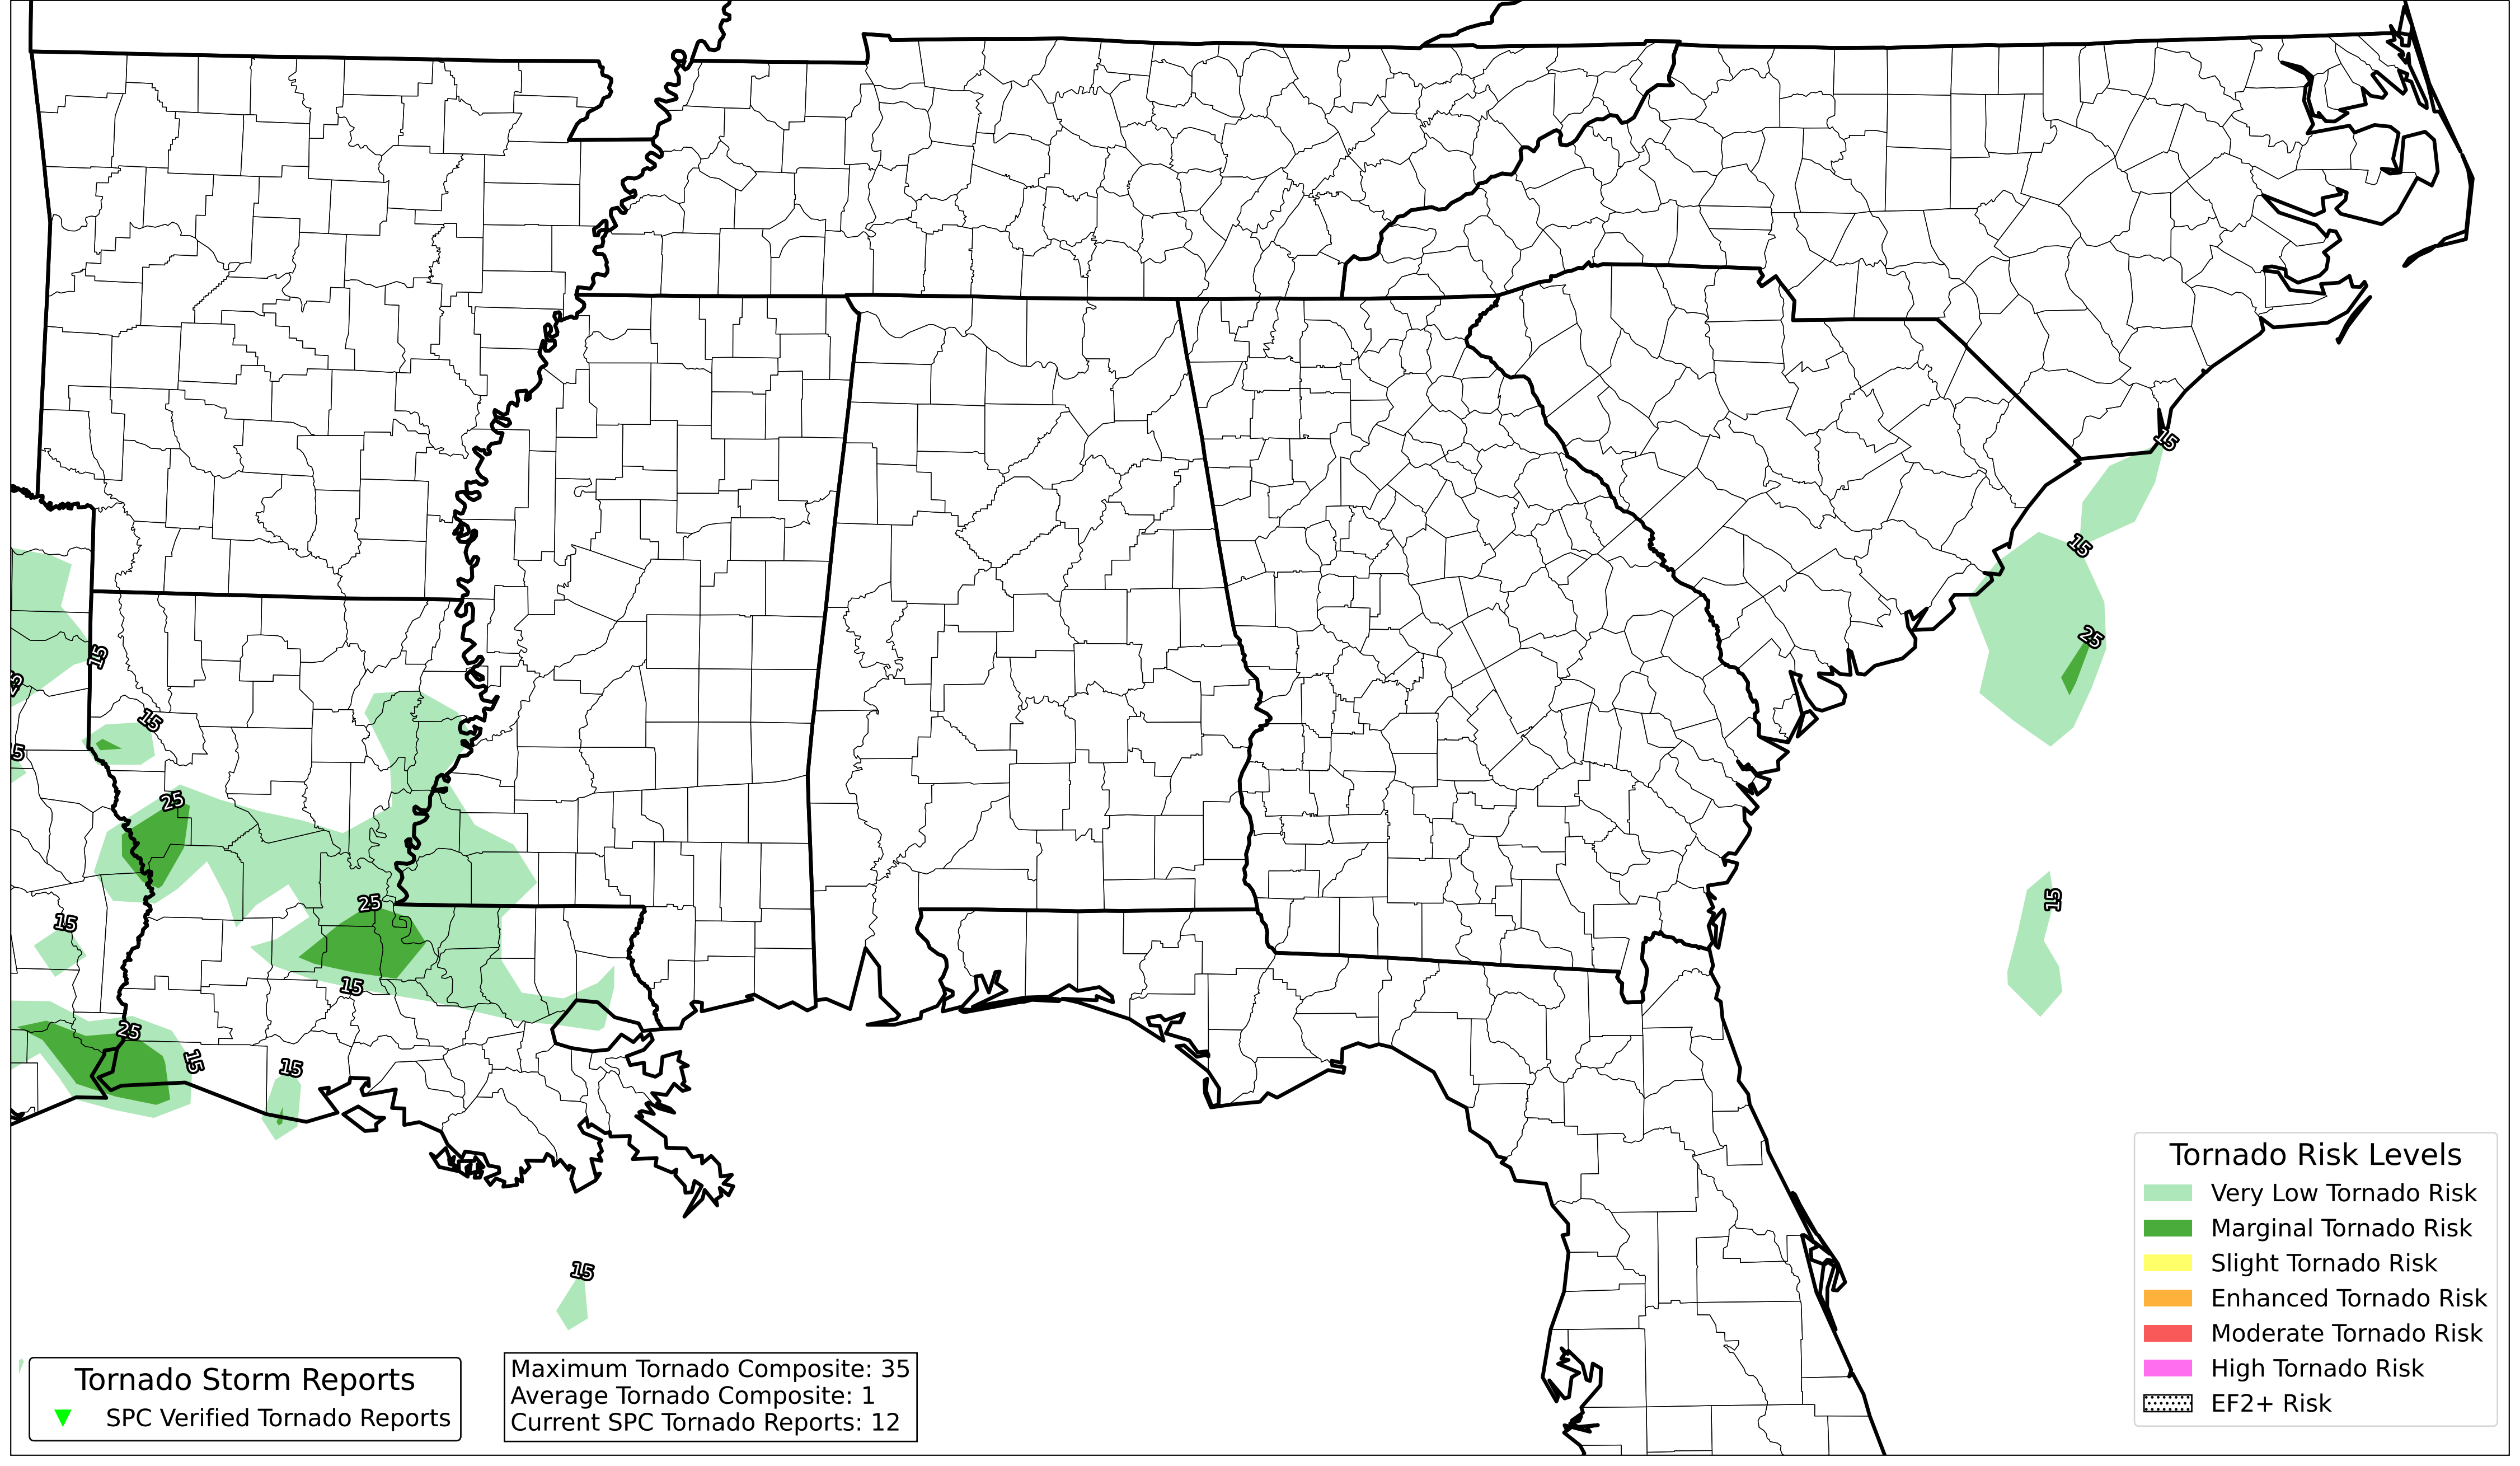 15
15
25
15
15
15
15
25
25
15
15
15
25
15
15
15
Tornado Risk Levels
Very Low Tornado Risk
Marginal Tornado Risk
Slight Tornado Risk
Enhanced Tornado Risk
Moderate Tornado Risk
High Tornado Risk
EF2+ Risk
Tornado Storm Reports
SPC Verified Tornado Reports
Maximum Tornado Composite: 35
Average Tornado Composite: 1
Current SPC Tornado Reports: 12